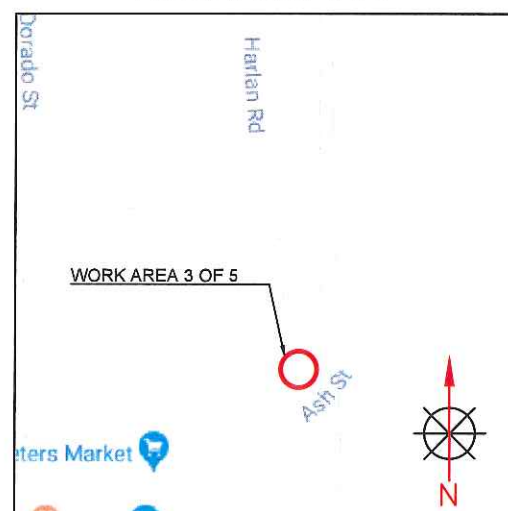 Dorado St
Harlan Rd
WORK AREA 3 OF 5
Ash St
eters Market
N